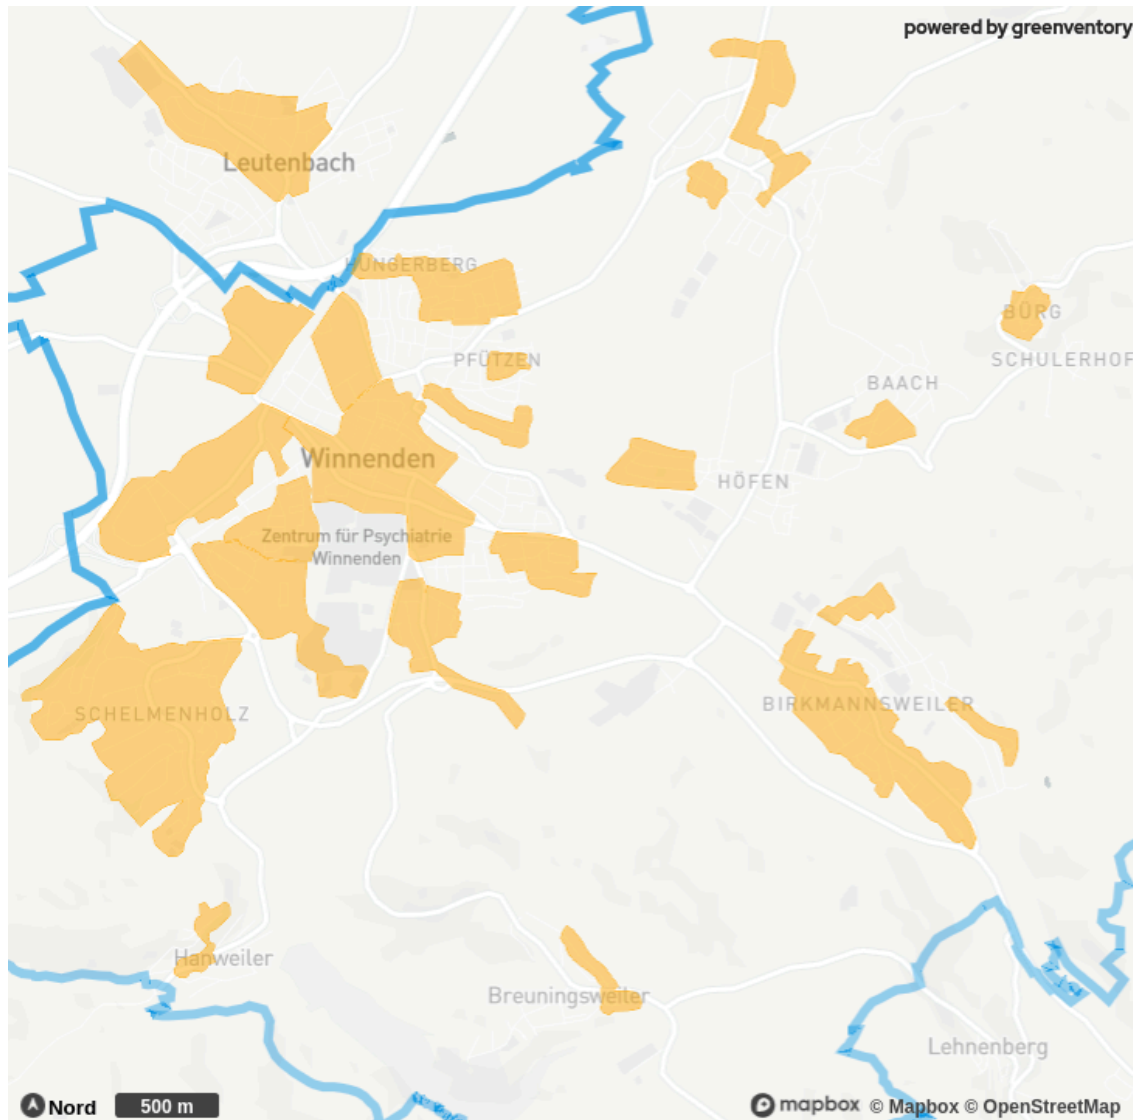 powered by greenventory
Leutenbach
HUNGERBERG
BÜRG
PFÜTZEN
SCHULERHOF
BAACH
Winnenden
HÖFEN
Zentrum für Psychiatrie
Winnenden
BIRKMANNSWEILER
SCHELMENHOLZ
Hanweiler
Breuningsweiler
Lehnenberg
Nord
500 m
mapbox © Mapbox © OpenStreetMap